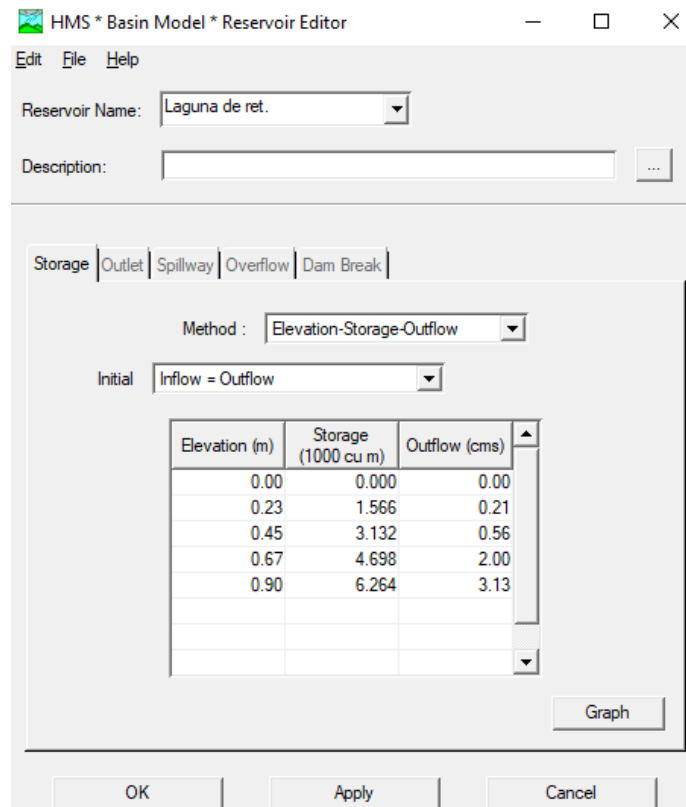 HMS * Basin Model * Reservoir Editor
Edit File Help
Reservoir Name: Laguna de ret.
Description: ...
Storage Outlet Spillway Overflow Dam Break
Method : Elevation-Storage-Outflow
Initial Inflow = Outflow
Elevation (m) Storage (1000 cu m) Outflow (cms)
0.00 0.000 0.00
0.23 1.566 0.21
0.45 3.132 0.56
0.67 4.698 2.00
0.90 6.264 3.13
Graph
OK Apply Cancel